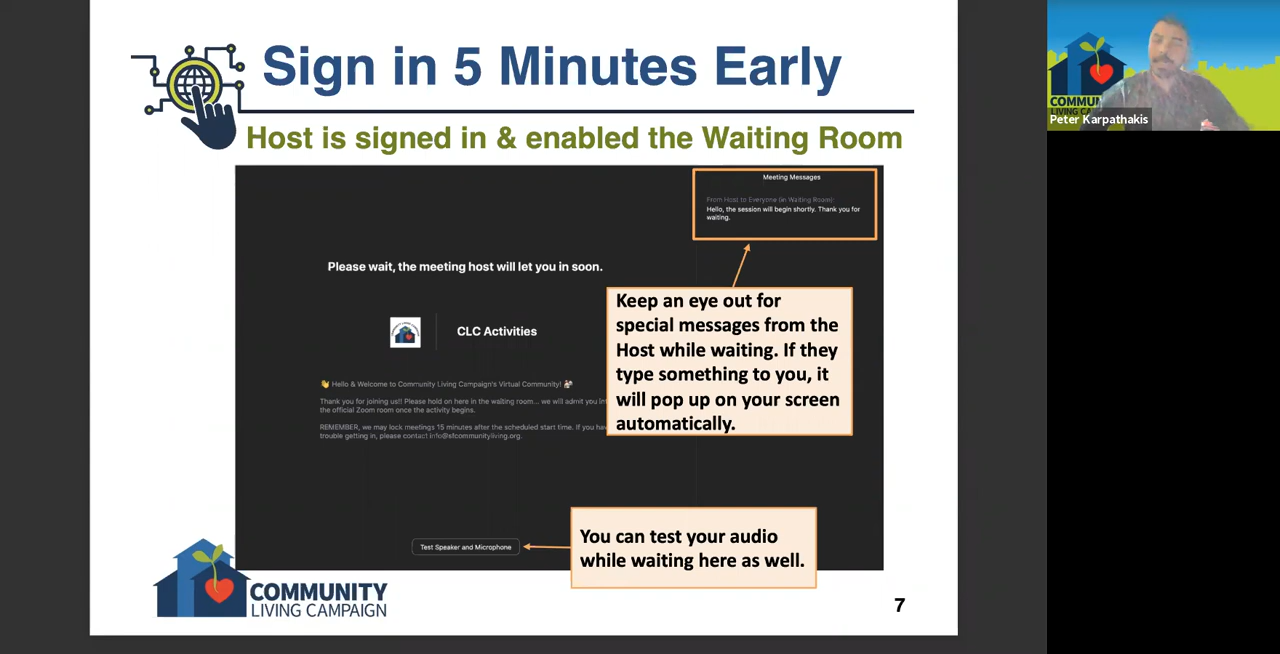 Sign in 5 Minutes Early
Host is signed in & enabled the Waiting Room
Meeting Messages
From Host to Everyone (in Waiting Room):
Hello, the session will begin shortly. Thank you for
waiting.
Please wait, the meeting host will let you in soon.
CLC Activities
Keep an eye out for
special messages from the
Host while waiting. If they
type something to you, it
will pop up on your screen
automatically.
👋 Hello & Welcome to Community Living Campaign's Virtual Community!
Thank you for joining us!! Please hold on here in the waiting room... we will admit you
the official Zoom room once the activity begins.
REMEMBER, we may lock meetings 15 minutes after the scheduled start time. If you
trouble getting in, please contact info@sfcommunityliving.org.
You can test your audio
while waiting here as well.
Test Speaker and Microphone
COMMUNITY
LIVING CAMPAIGN
7
LIVING CA
Peter Karpathakis